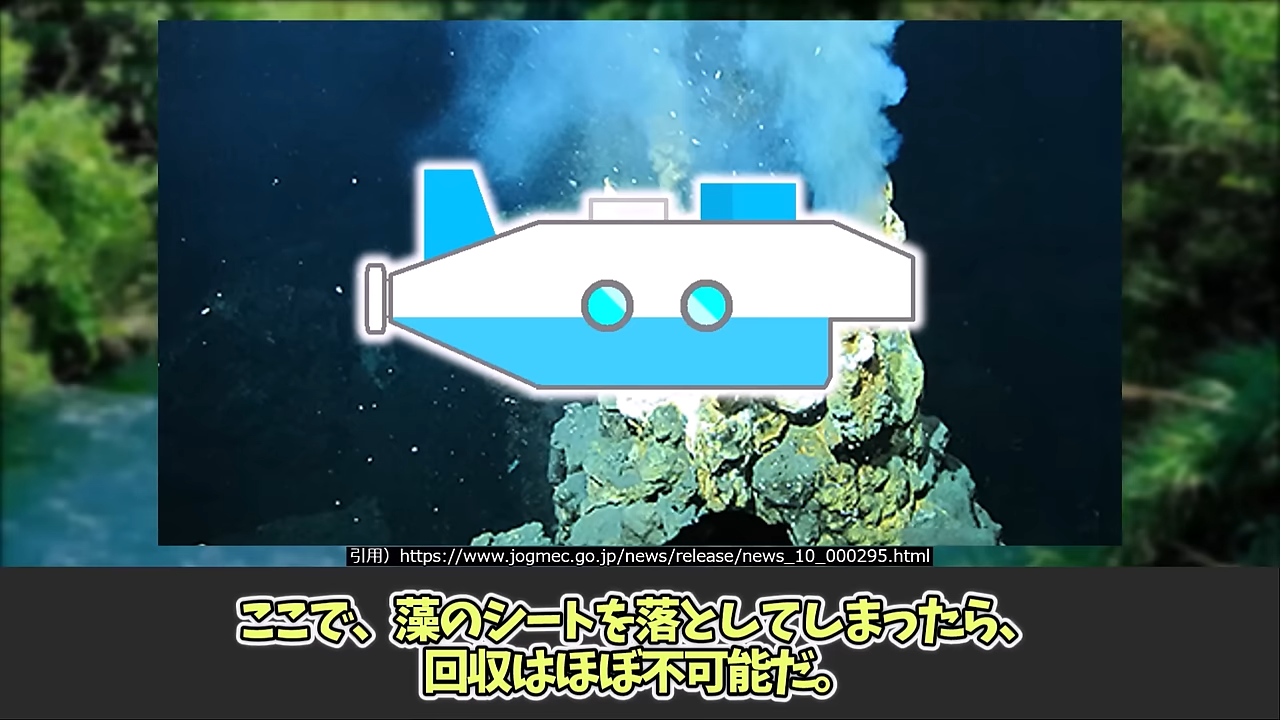 引用）https://www.jogmec.go.jp/news/release/news_10_000295.html
ここで、藻のシートを落としてしまったら、
回収はほぼ不可能だ。